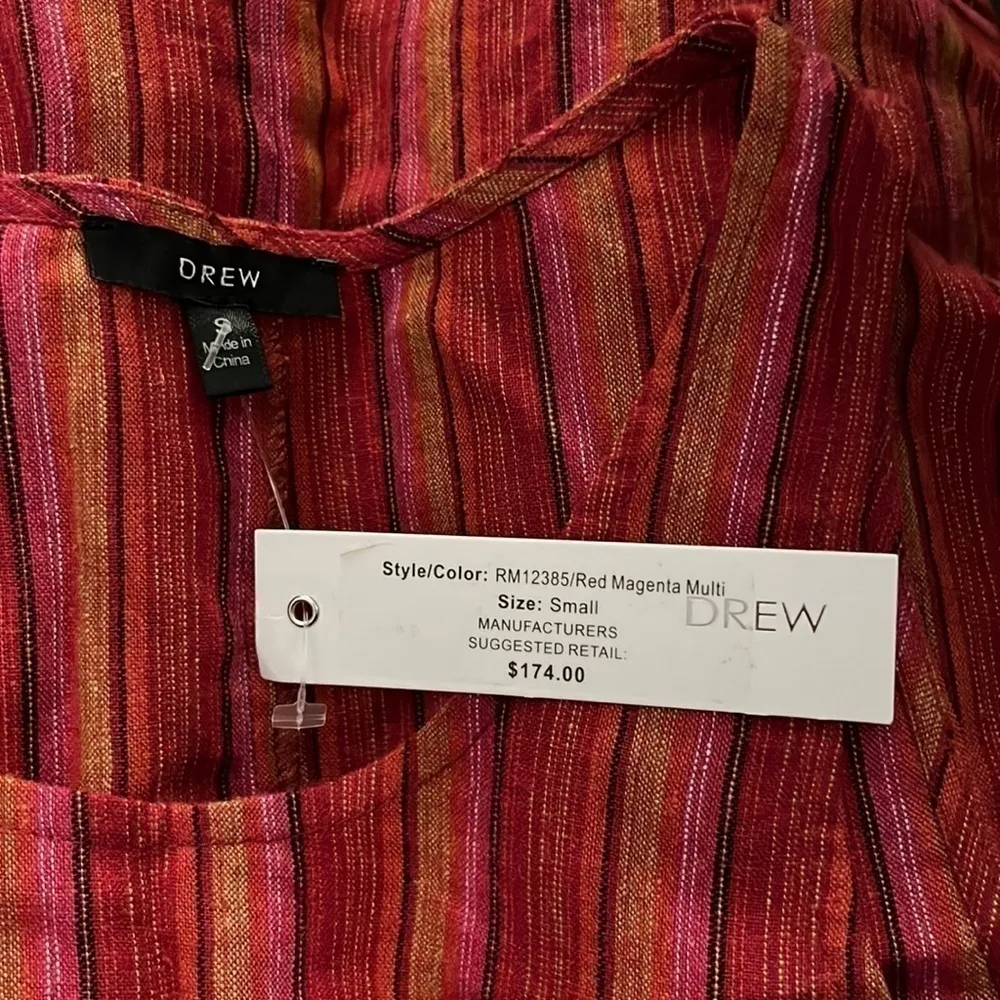 DREW
S
Made in
China
Style/Color: RM12385/Red Magenta Multi
Size: Small
DREW
MANUFACTURERS
SUGGESTED RETAIL:
$174.00